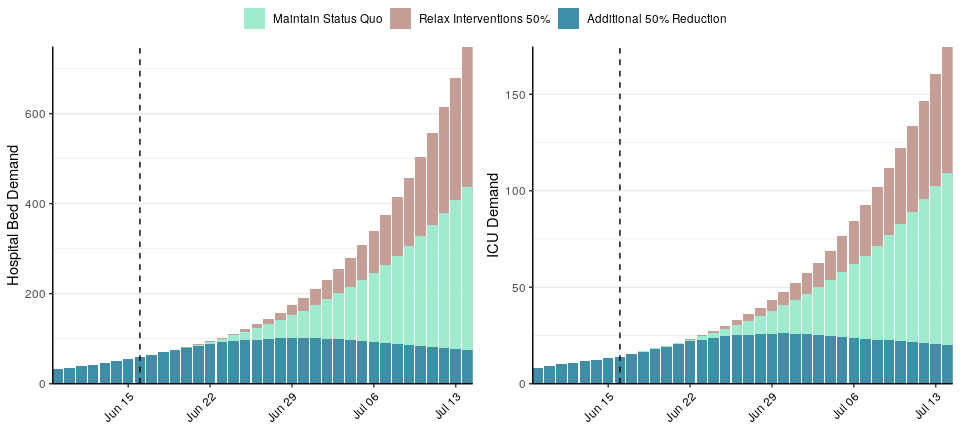 Maintain Status Quo Relax Interventions 50% Additional 50% Reduction
Hospital Bed Demand
600
400
200
0
Jun 15 Jun 22 Jun 29 Jul 06 Jul 13
ICU Demand
150
100
50
0
Jun 15 Jun 22 Jun 29 Jul 06 Jul 13